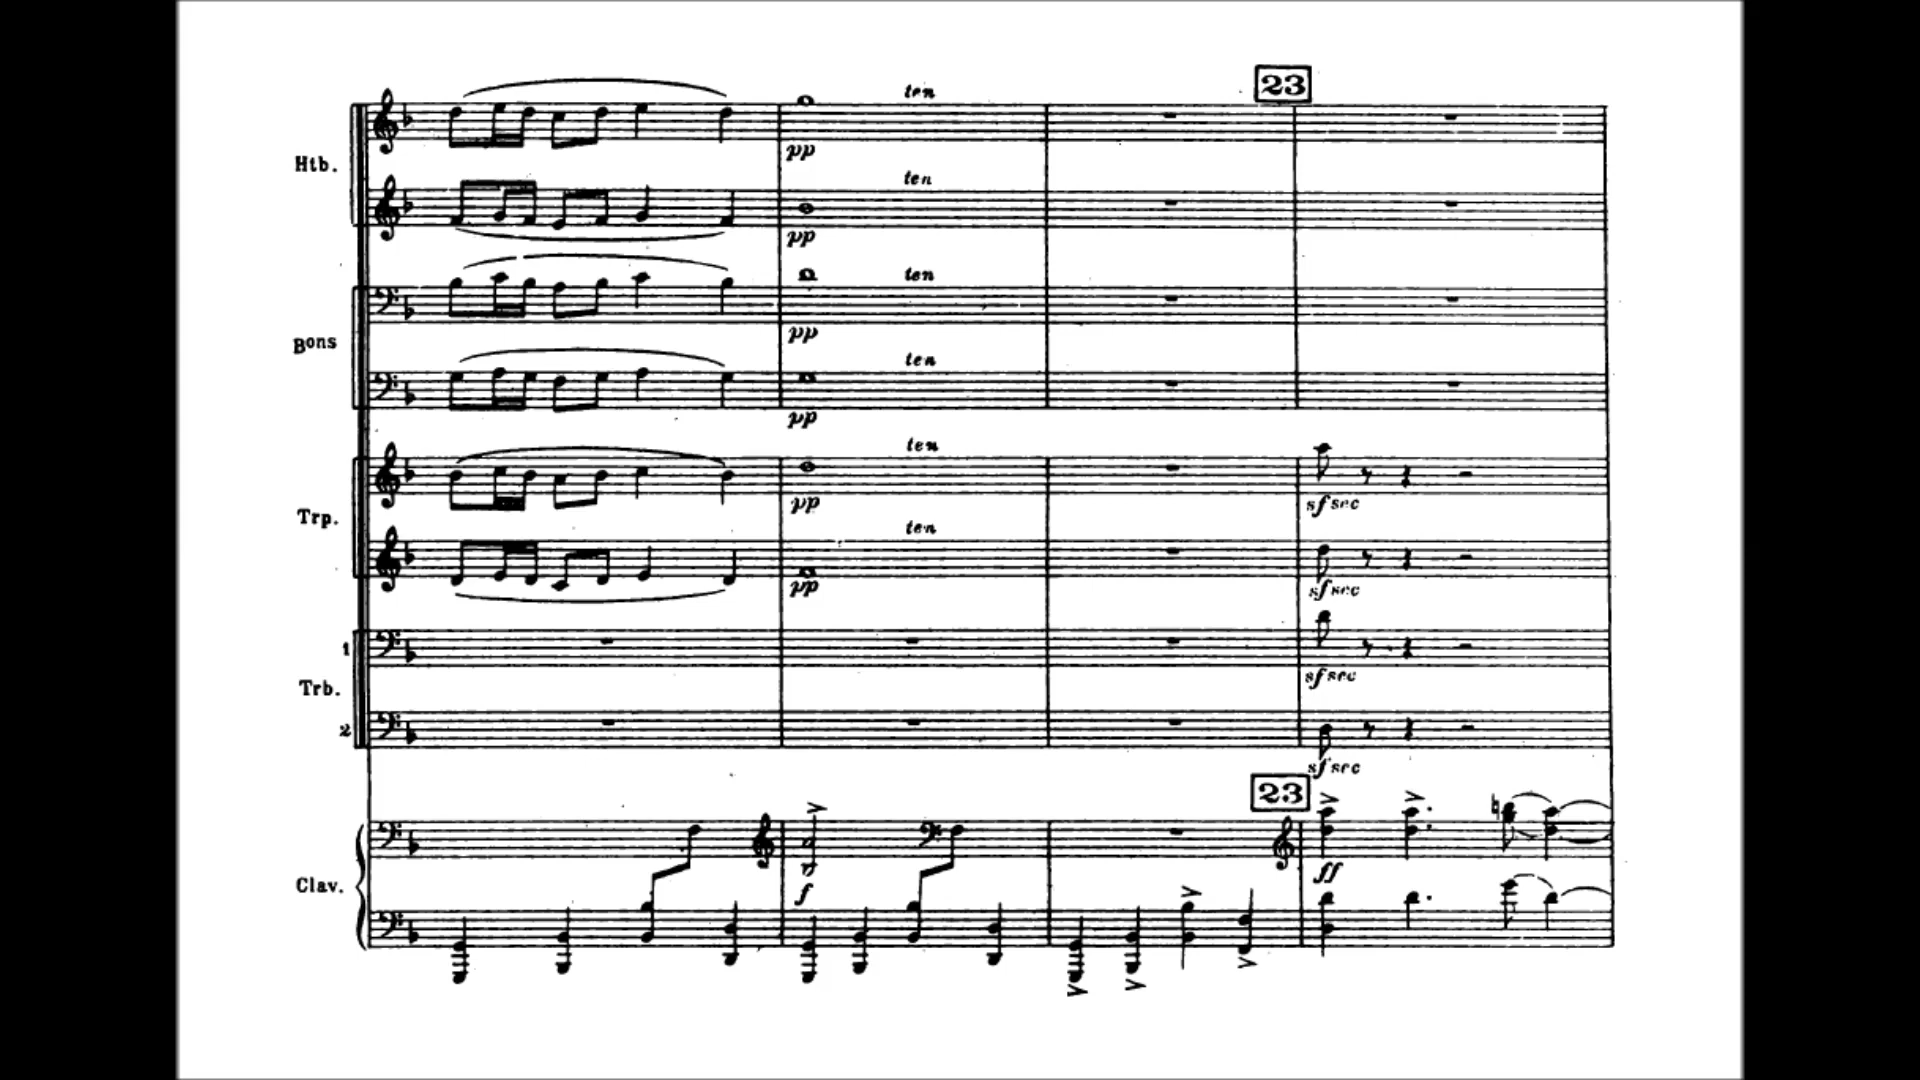 23
ten
Htb.
pp
ten
pp
ten
Bons
pp
ten
pp
ten
Trp.
pp
sf sec
ten
pp
sf sec
1
Trb.
sf sec
2
sf sec
23
Clav.
f
ff